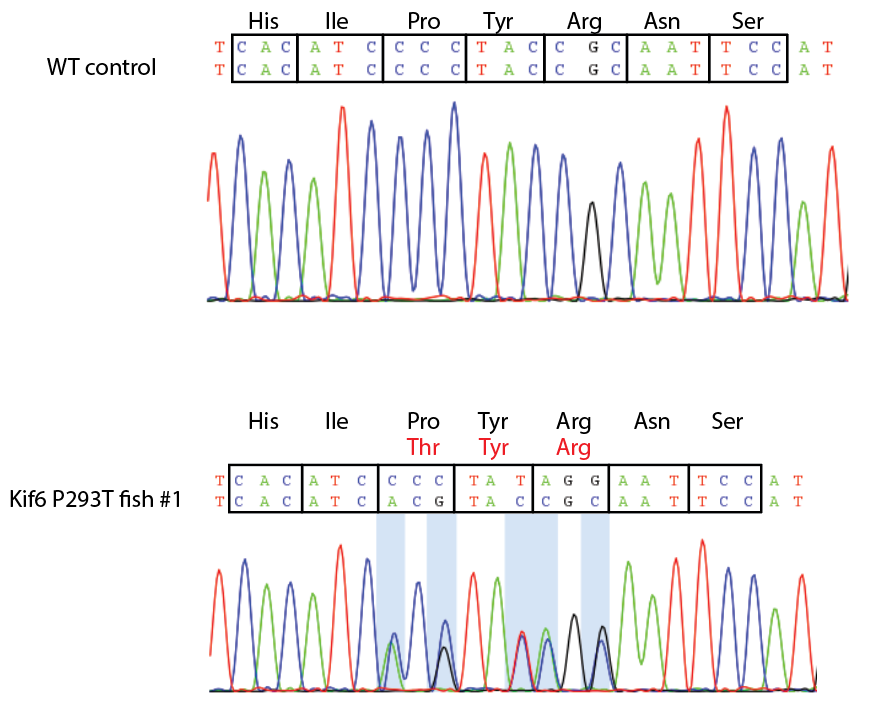 His Ile Pro Tyr Arg Asn Ser
T C A C A T C C C C T A C C G C A A T T C C A T
WT control
T C A C A T C C C C T A C C G C A A T T C C A T
His Ile Pro Tyr Arg Asn Ser
Thr Tyr Arg
T C A C A T C C C C T A T A G G A A T T C C A T
Kif6 P293T fish #1
T C A C A T C A C G T A C C G C A A T T C C A T